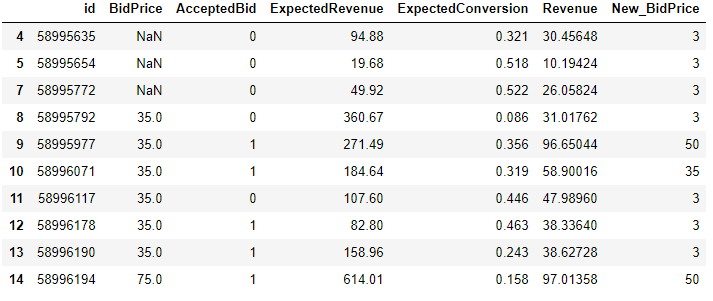 id BidPrice AcceptedBid ExpectedRevenue ExpectedConversion Revenue New_BidPrice
4 58995635 NaN 0 94.88 0.321 30.45648 3
5 58995654 NaN 0 19.68 0.518 10.19424 3
7 58995772 NaN 0 49.92 0.522 26.05824 3
8 58995792 35.0 0 360.67 0.086 31.01762 3
9 58995977 35.0 1 271.49 0.356 96.65044 50
10 58996071 35.0 1 184.64 0.319 58.90016 35
11 58996117 35.0 0 107.60 0.446 47.98960 3
12 58996178 35.0 1 82.80 0.463 38.33640 3
13 58996190 35.0 1 158.96 0.243 38.62728 3
14 58996194 75.0 1 614.01 0.158 97.01358 50